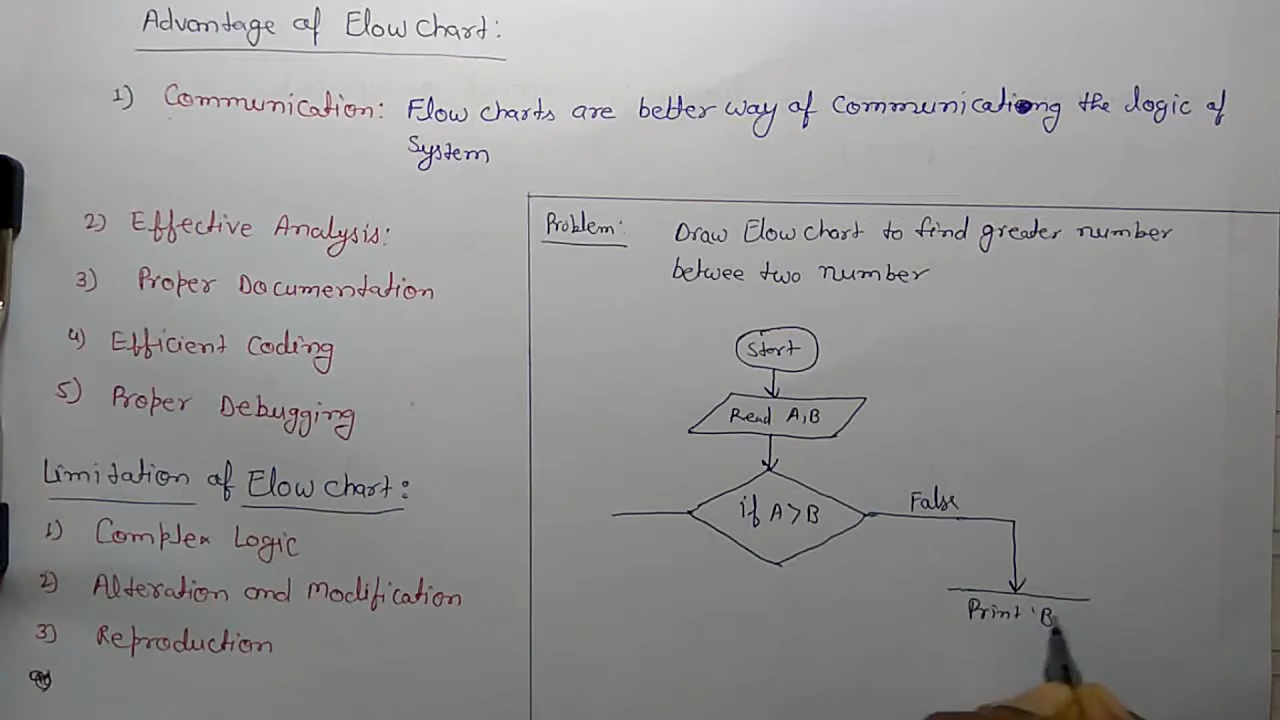 Advantage of Flow chart:
1) Communication: Flow charts are better way of communicationg the logic of
system
2) Effective Analysis:
3) Proper Documentation
4) Efficient coding
5) Proper Debugging
Limitation of Flow chart:
1) Complex Logic
2) Alteration and Modification
3) Reproduction
Problem: Draw Flow chart to find greater number
betwee two number
Start
Read A,B
if A>B
False
Print 'B